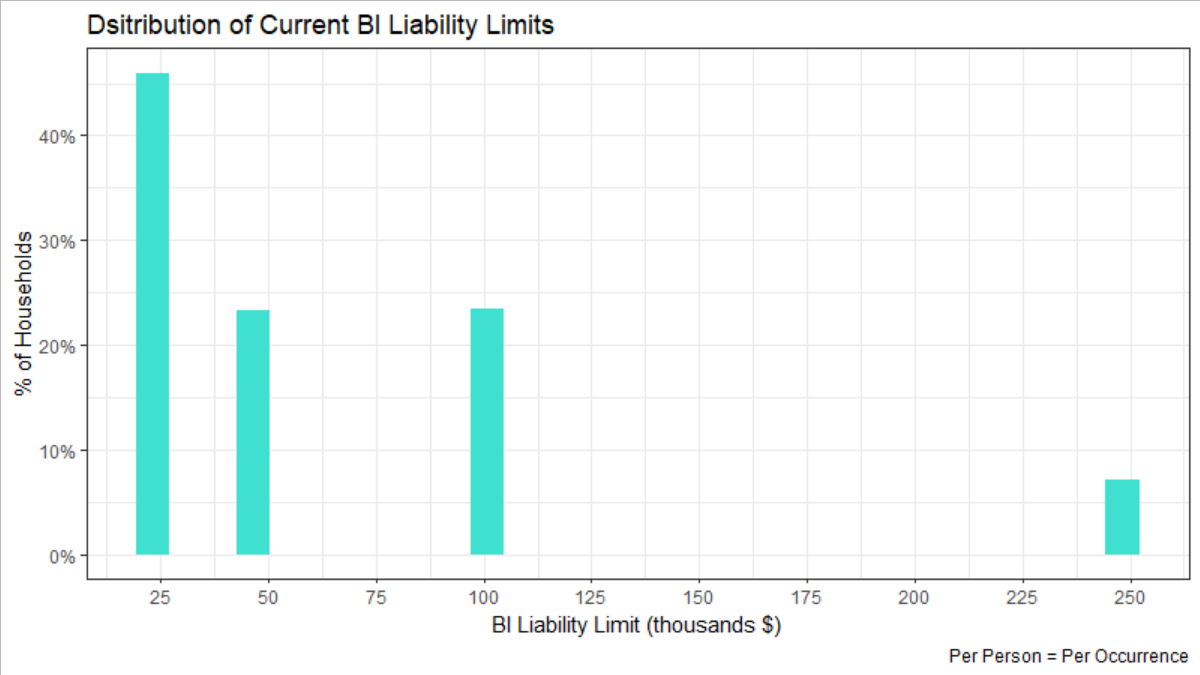 Dsitribution of Current BI Liability Limits
% of Households
40%
30%
20%
10%
0%
25 50 75 100 125 150 175 200 225 250
BI Liability Limit (thousands $)
Per Person = Per Occurrence